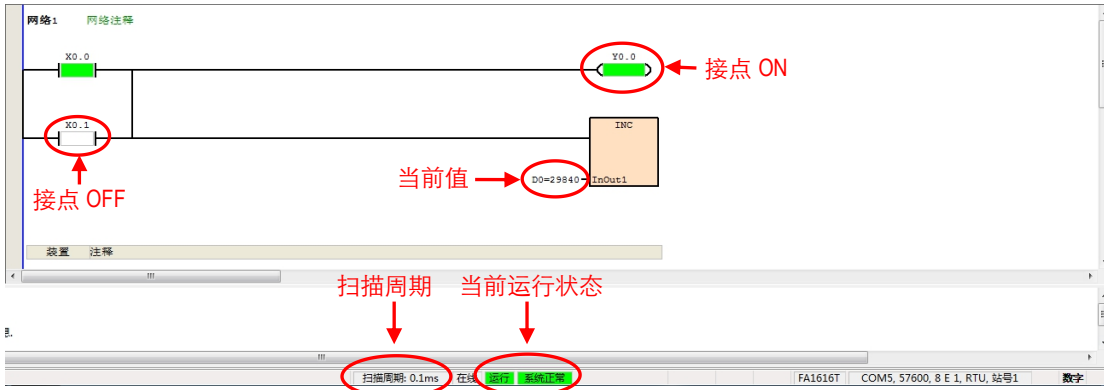 网络1 网络注释
X0.0
Y0.0
接点 ON
X0.1
INC
当前值
D0=29840
InOut1
接点 OFF
装置 注释
扫描周期 当前运行状态
扫描周期: 0.1ms 在线 运行 系统正常 FA1616T COM5, 57600, 8 E 1, RTU, 站号1 数字